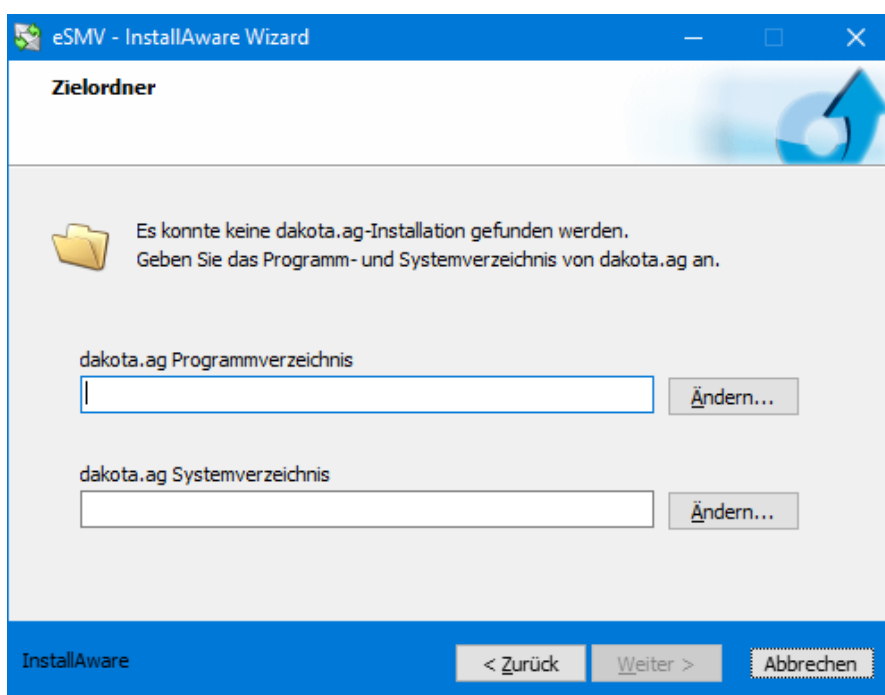 eSMV - InstallAware Wizard
Zielordner
Es konnte keine dakota.ag-Installation gefunden werden.
Geben Sie das Programm- und Systemverzeichnis von dakota.ag an.
dakota.ag Programmverzeichnis
Ändern...
dakota.ag Systemverzeichnis
Ändern...
InstallAware
< Zurück
Weiter >
Abbrechen